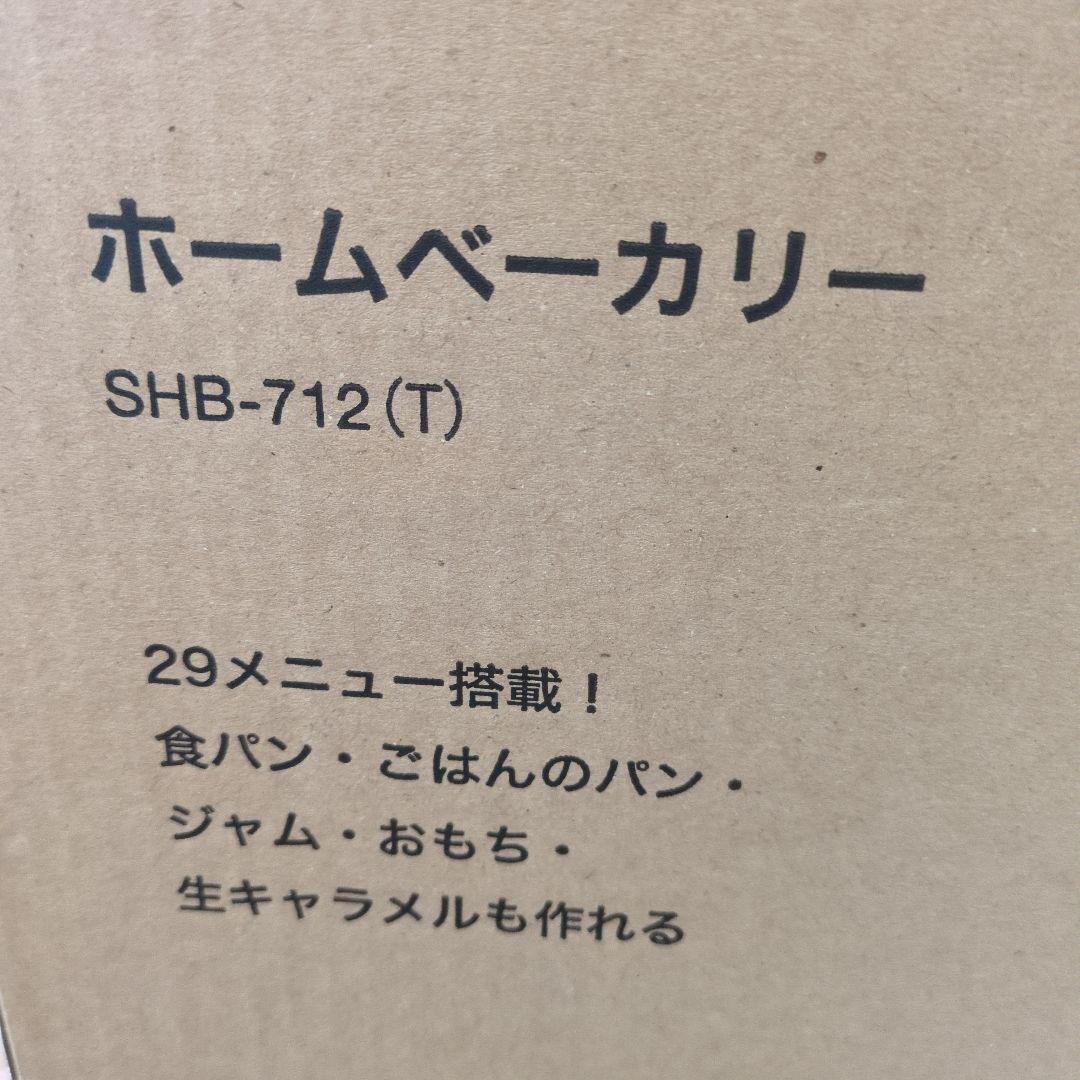 ホームベーカリー
SHB-712(T)
29メニュー搭載！
食パン・ごはんのパン・
ジャム・おもち・
生キャラメルも作れる